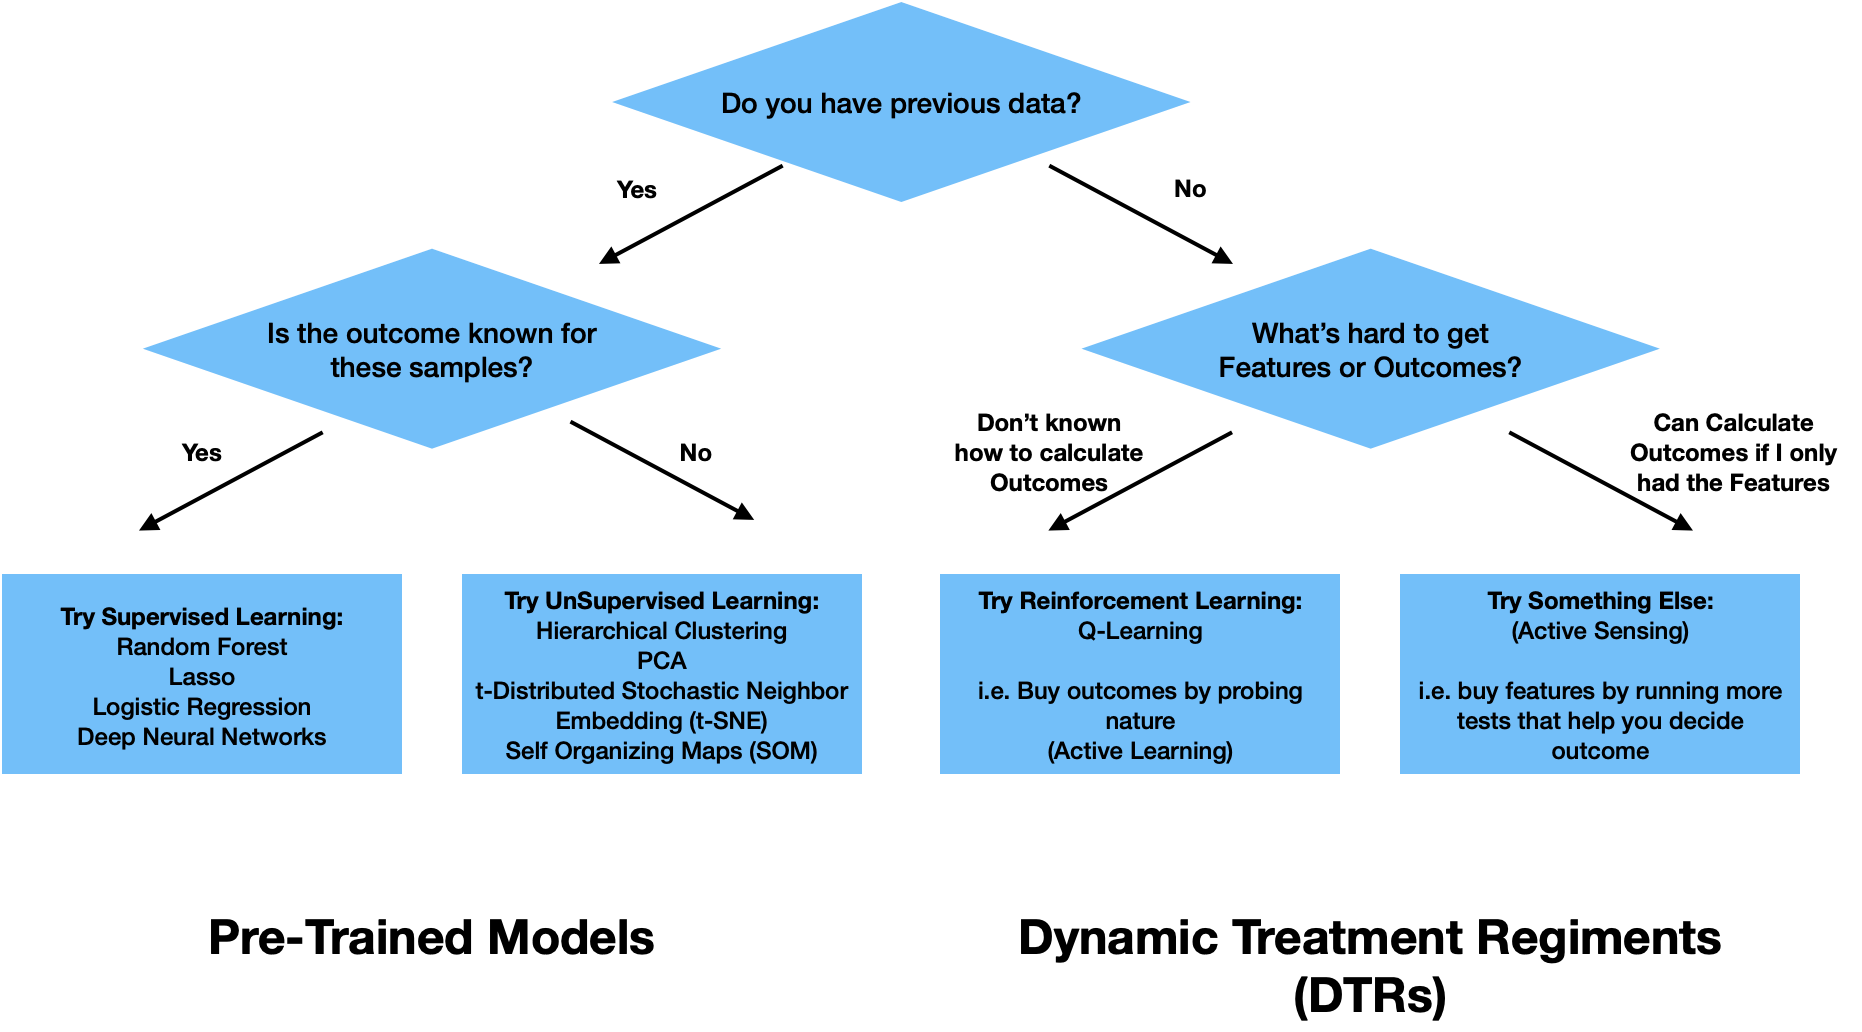 Do you have previous data?
Yes
No
Is the outcome known for
these samples?
What’s hard to get
Features or Outcomes?
Yes
No
Don’t known
how to calculate
Outcomes
Can Calculate
Outcomes if I only
had the Features
Try Supervised Learning:
Random Forest
Lasso
Logistic Regression
Deep Neural Networks
Try UnSupervised Learning:
Hierarchical Clustering
PCA
t-Distributed Stochastic Neighbor
Embedding (t-SNE)
Self Organizing Maps (SOM)
Try Reinforcement Learning:
Q-Learning
i.e. Buy outcomes by probing
nature
(Active Learning)
Try Something Else:
(Active Sensing)
i.e. buy features by running more
tests that help you decide
outcome
Pre-Trained Models
Dynamic Treatment Regiments
(DTRs)